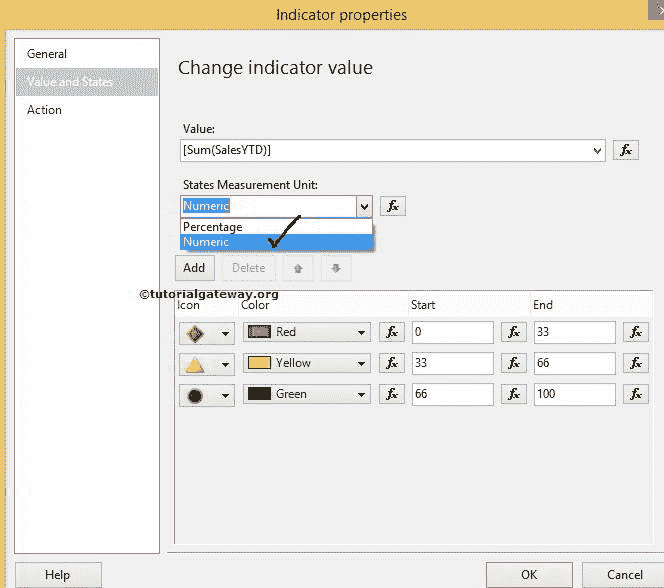 Indicator properties
General
Value and States
Action
Change indicator value
Value:
[Sum(SalesYTD)]
fx
States Measurement Unit:
Numeric
fx
Percentage
Numeric
Add
Delete
©tutorialgateway.org
Icon Color Start End
Red fx 0 fx 33 fx
Yellow fx 33 fx 66 fx
Green fx 66 fx 100 fx
Help
OK
Cancel